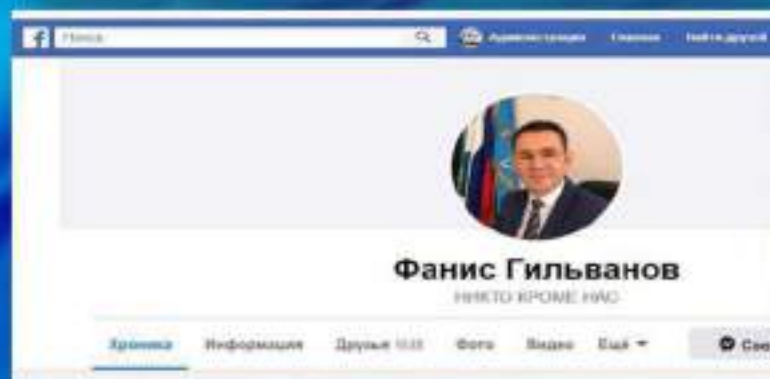 Поиск
Администрация Главная Найти друзей
Фанис Гильванов
НИКТО КРОМЕ НАС
Хроника Информация Друзья Фото Видео Ещё